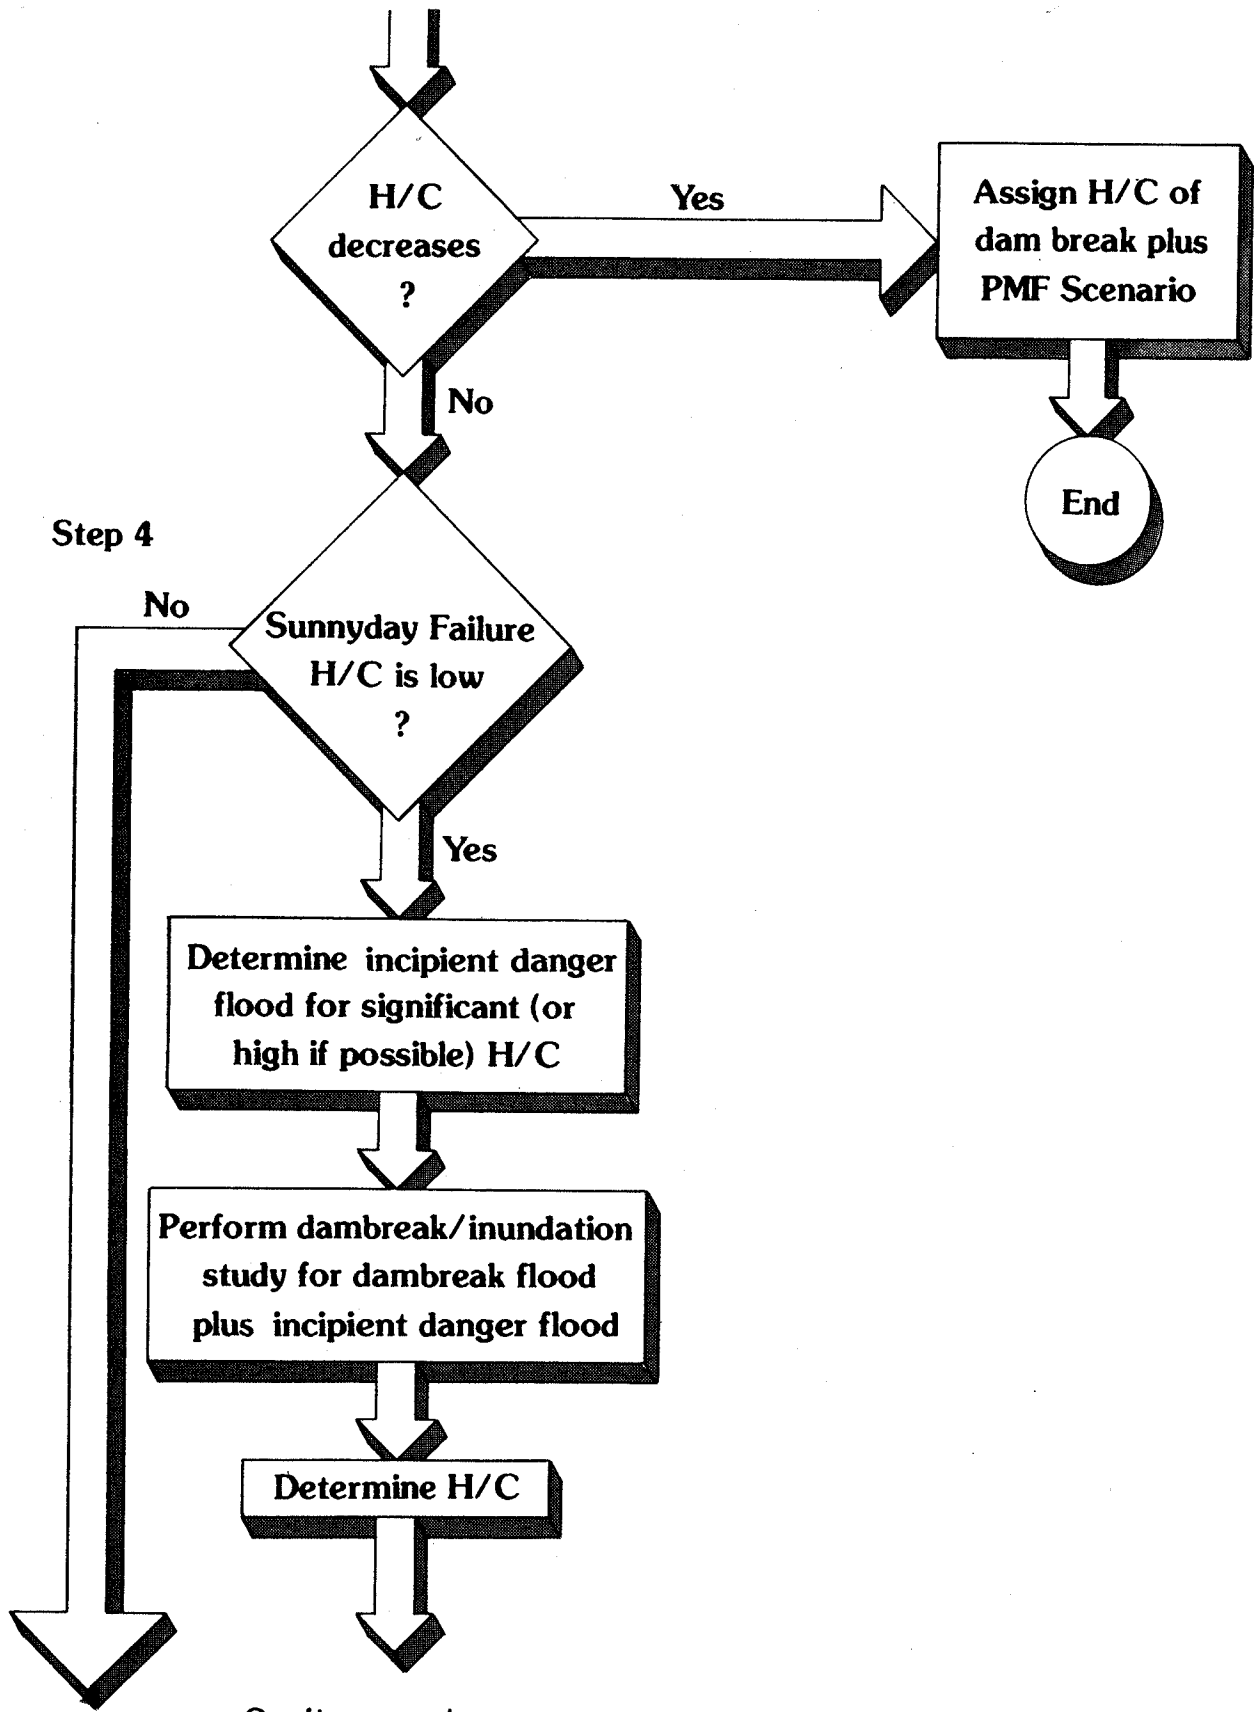 H/C
decreases
?
Yes
Assign H/C of
dam break plus
PMF Scenario
No
End
Step 4
No
Sunnyday Failure
H/C is low
?
Yes
Determine incipient danger
flood for significant (or
high if possible) H/C
Perform dambreak/inundation
study for dambreak flood
plus incipient danger flood
Determine H/C